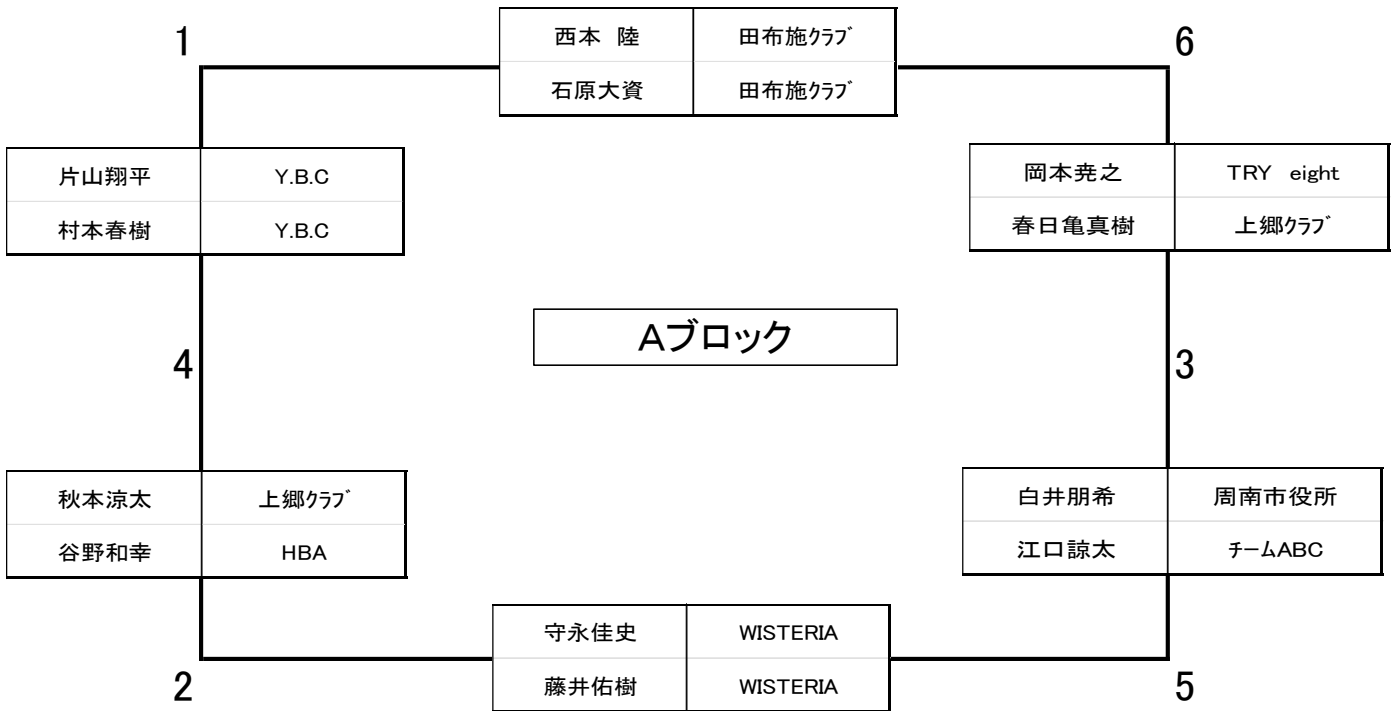 1
西本 陸 田布施ｸﾗﾌﾞ
6
石原大資 田布施ｸﾗﾌﾞ
片山翔平 Y.B.C
村本春樹 Y.B.C
岡本尭之 TRY eight
春日亀真樹 上郷ｸﾗﾌﾞ
Aブロック
4
3
秋本涼太 上郷ｸﾗﾌﾞ
谷野和幸 HBA
白井朋希 周南市役所
江口諒太 ﾁｰﾑABC
守永佳史 WISTERIA
藤井佑樹 WISTERIA
2
5